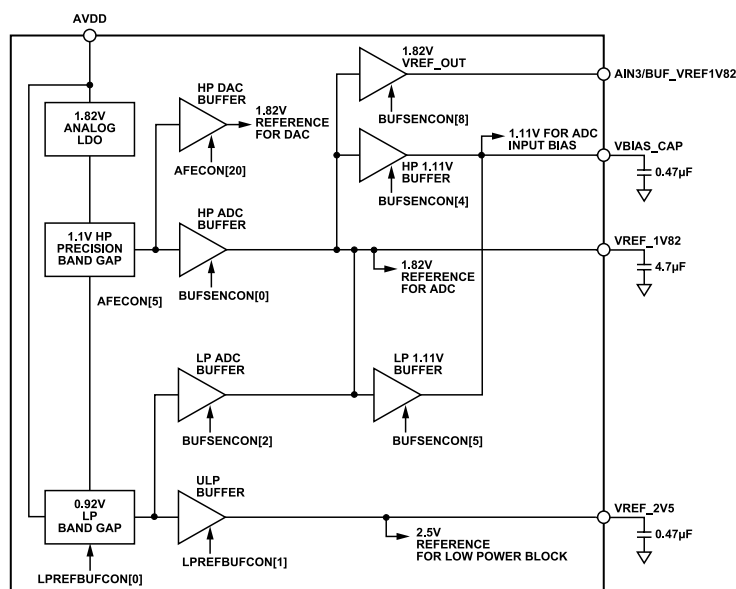 AVDD
1.82V
ANALOG
LDO
HP DAC
BUFFER
1.82V
REFERENCE
FOR DAC
AFECON[20]
1.82V
VREF_OUT
BUFSENCON[8]
AIN3/BUF_VREF1V82
1.11V FOR ADC
INPUT BIAS
VBIAS_CAP
0.47µF
HP 1.11V
BUFFER
BUFSENCON[4]
1.1V HP
PRECISION
BAND GAP
AFECON[5]
HP ADC
BUFFER
BUFSENCON[0]
1.82V
REFERENCE
FOR ADC
VREF_1V82
4.7µF
LP ADC
BUFFER
BUFSENCON[2]
LP 1.11V
BUFFER
BUFSENCON[5]
0.92V
LP
BAND GAP
LPREFBUFCON[0]
ULP
BUFFER
LPREFBUFCON[1]
2.5V
REFERENCE
FOR LOW POWER BLOCK
VREF_2V5
0.47µF